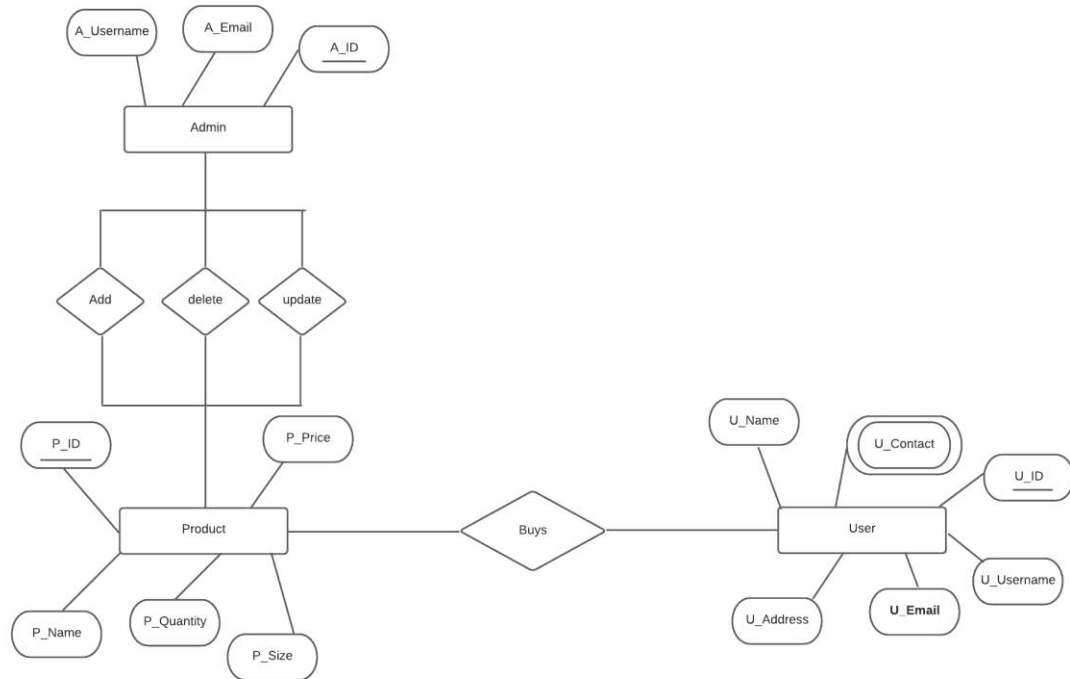 A_Username
A_Email
A_ID
Admin
Add
delete
update
P_ID
P_Price
Product
P_Name
P_Quantity
P_Size
Buys
U_Name
U_Contact
U_ID
User
U_Username
U_Address
U_Email